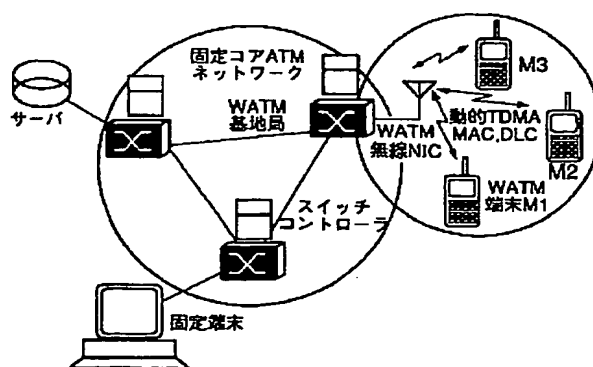 固定コアATM
ネットワーク
サーバ
WATM
基地局
WATM
無線NIC
M3
動的TDMA
MAC,DLC
M2
WATM
端末M1
スイッチ
コントローラ
固定端末